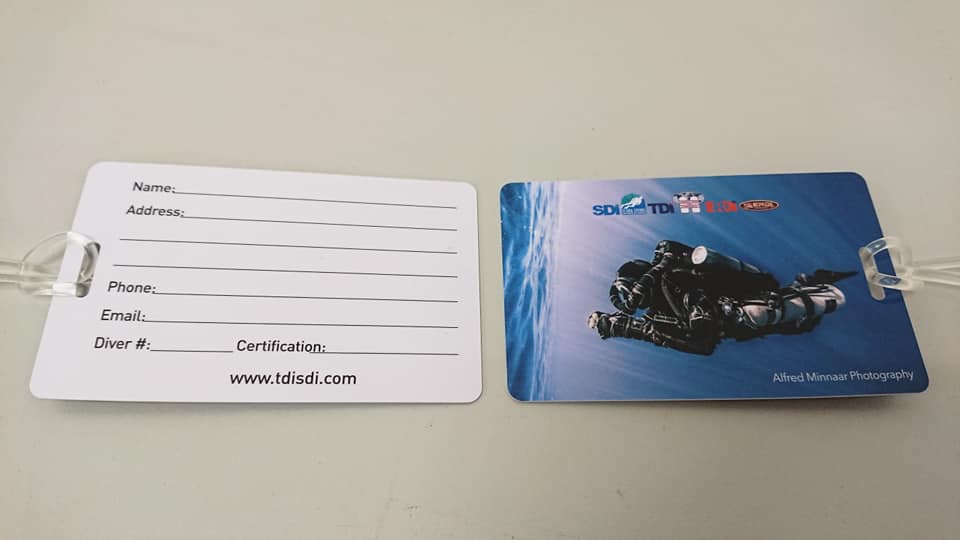 Name:
Address:
Phone:
Email:
Diver #: Certification:
www.tdisdi.com
SDI TDI
Alfred Minnaar Photography